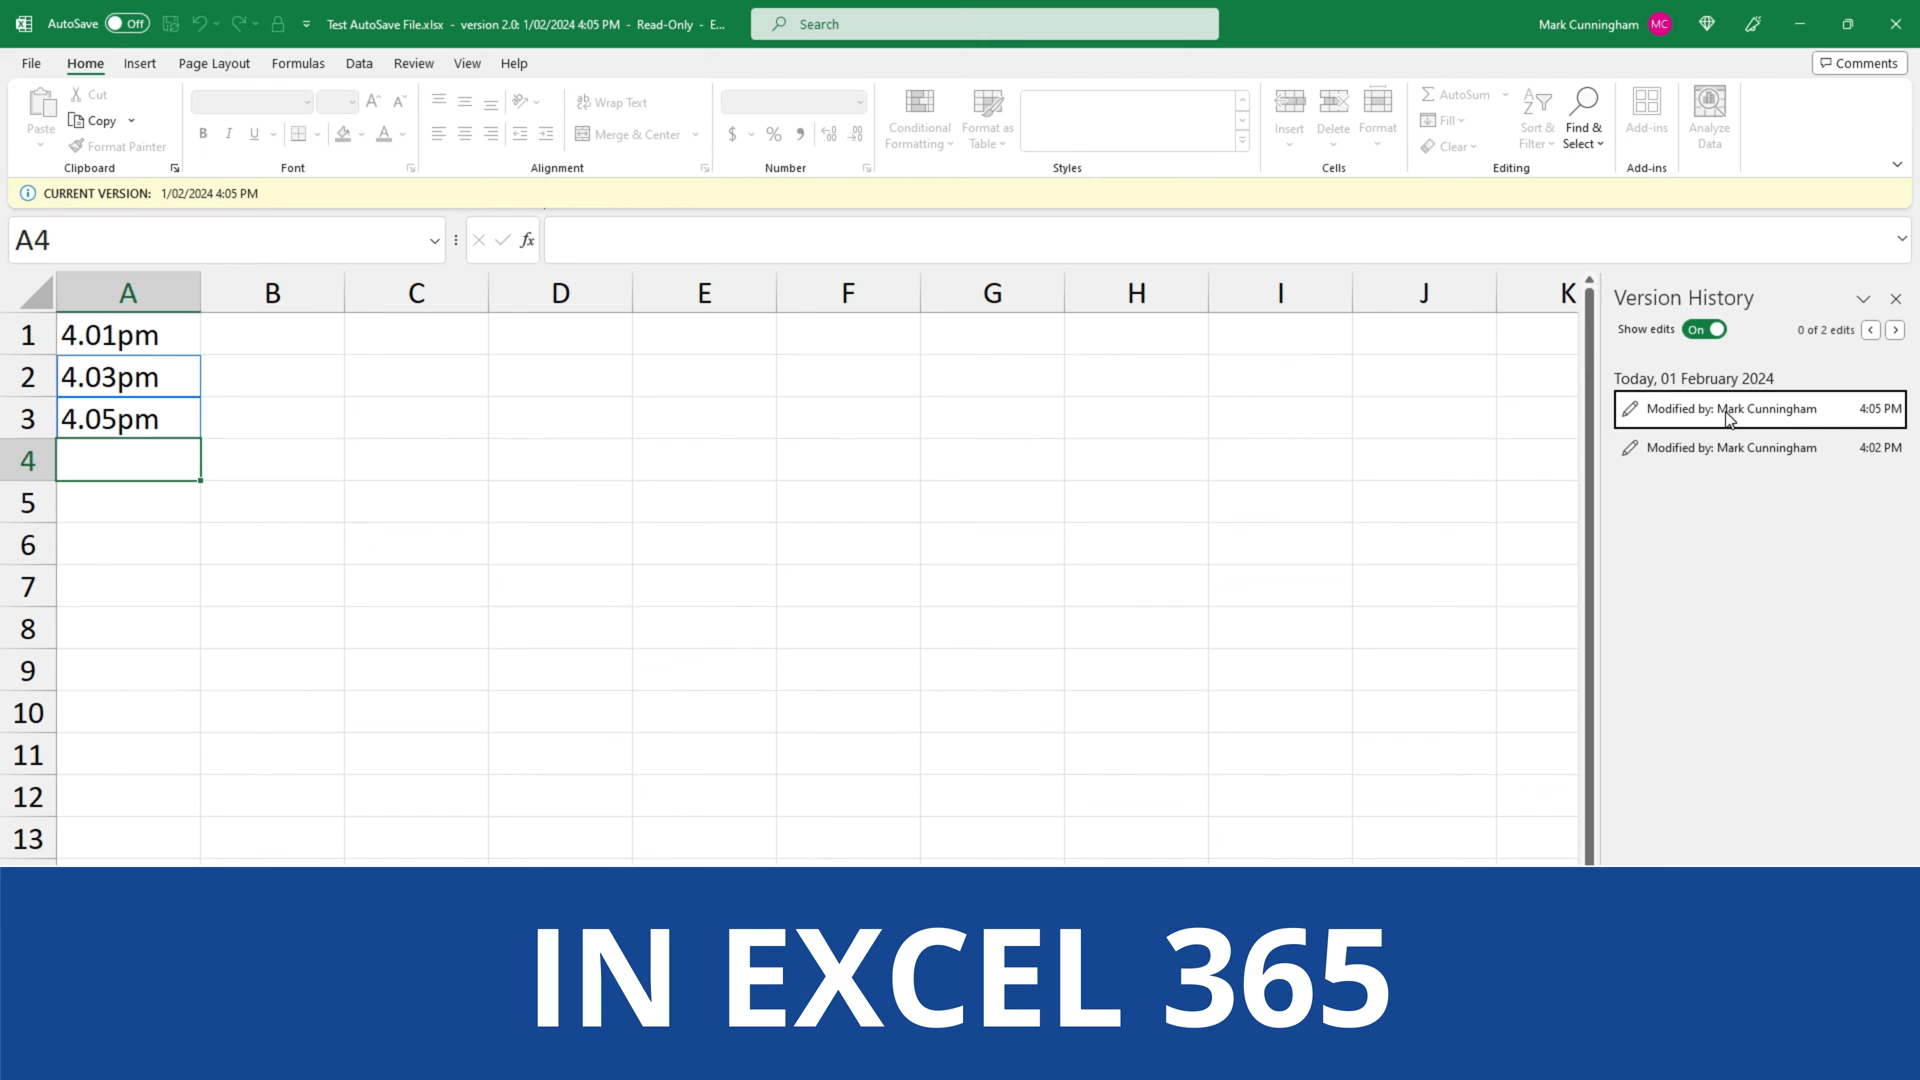 AutoSave Off Test AutoSave File.xlsx - version 2.0: 1/02/2024 4:05 PM - Read-Only - E... Search Mark Cunningham MC
File Home Insert Page Layout Formulas Data Review View Help Comments
Paste Cut Copy Format Painter
Clipboard
B I U A A A
Font
Wrap Text
Merge & Center
Alignment
$ % 9
Number
Conditional Formatting
Format as Table
Styles
Insert Delete Format
Cells
AutoSum
Fill
Clear
Sort & Filter
Find & Select
Editing
Add-ins
Add-ins
Analyze Data
CURRENT VERSION: 1/02/2024 4:05 PM
A4 fx
A B C D E F G H I J K
1 4.01pm
2 4.03pm
3 4.05pm
4
5
6
7
8
9
10
11
12
13
Version History
Show edits On 0 of 2 edits
Today, 01 February 2024
Modified by: Mark Cunningham 4:05 PM
Modified by: Mark Cunningham 4:02 PM
IN EXCEL 365